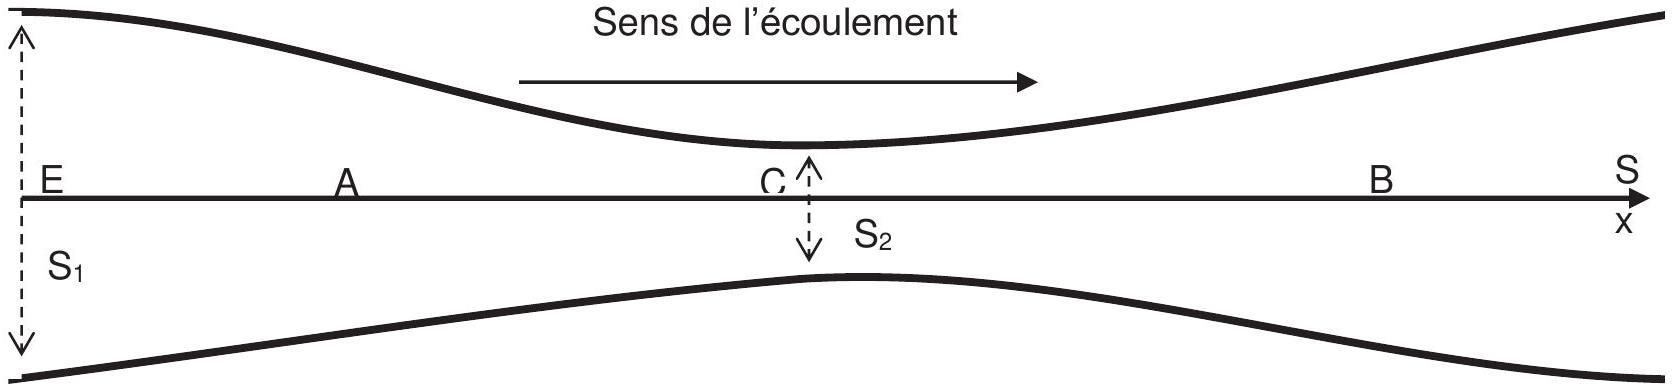 Sens de l'écoulement
E A C B S
x
S₂
S₁